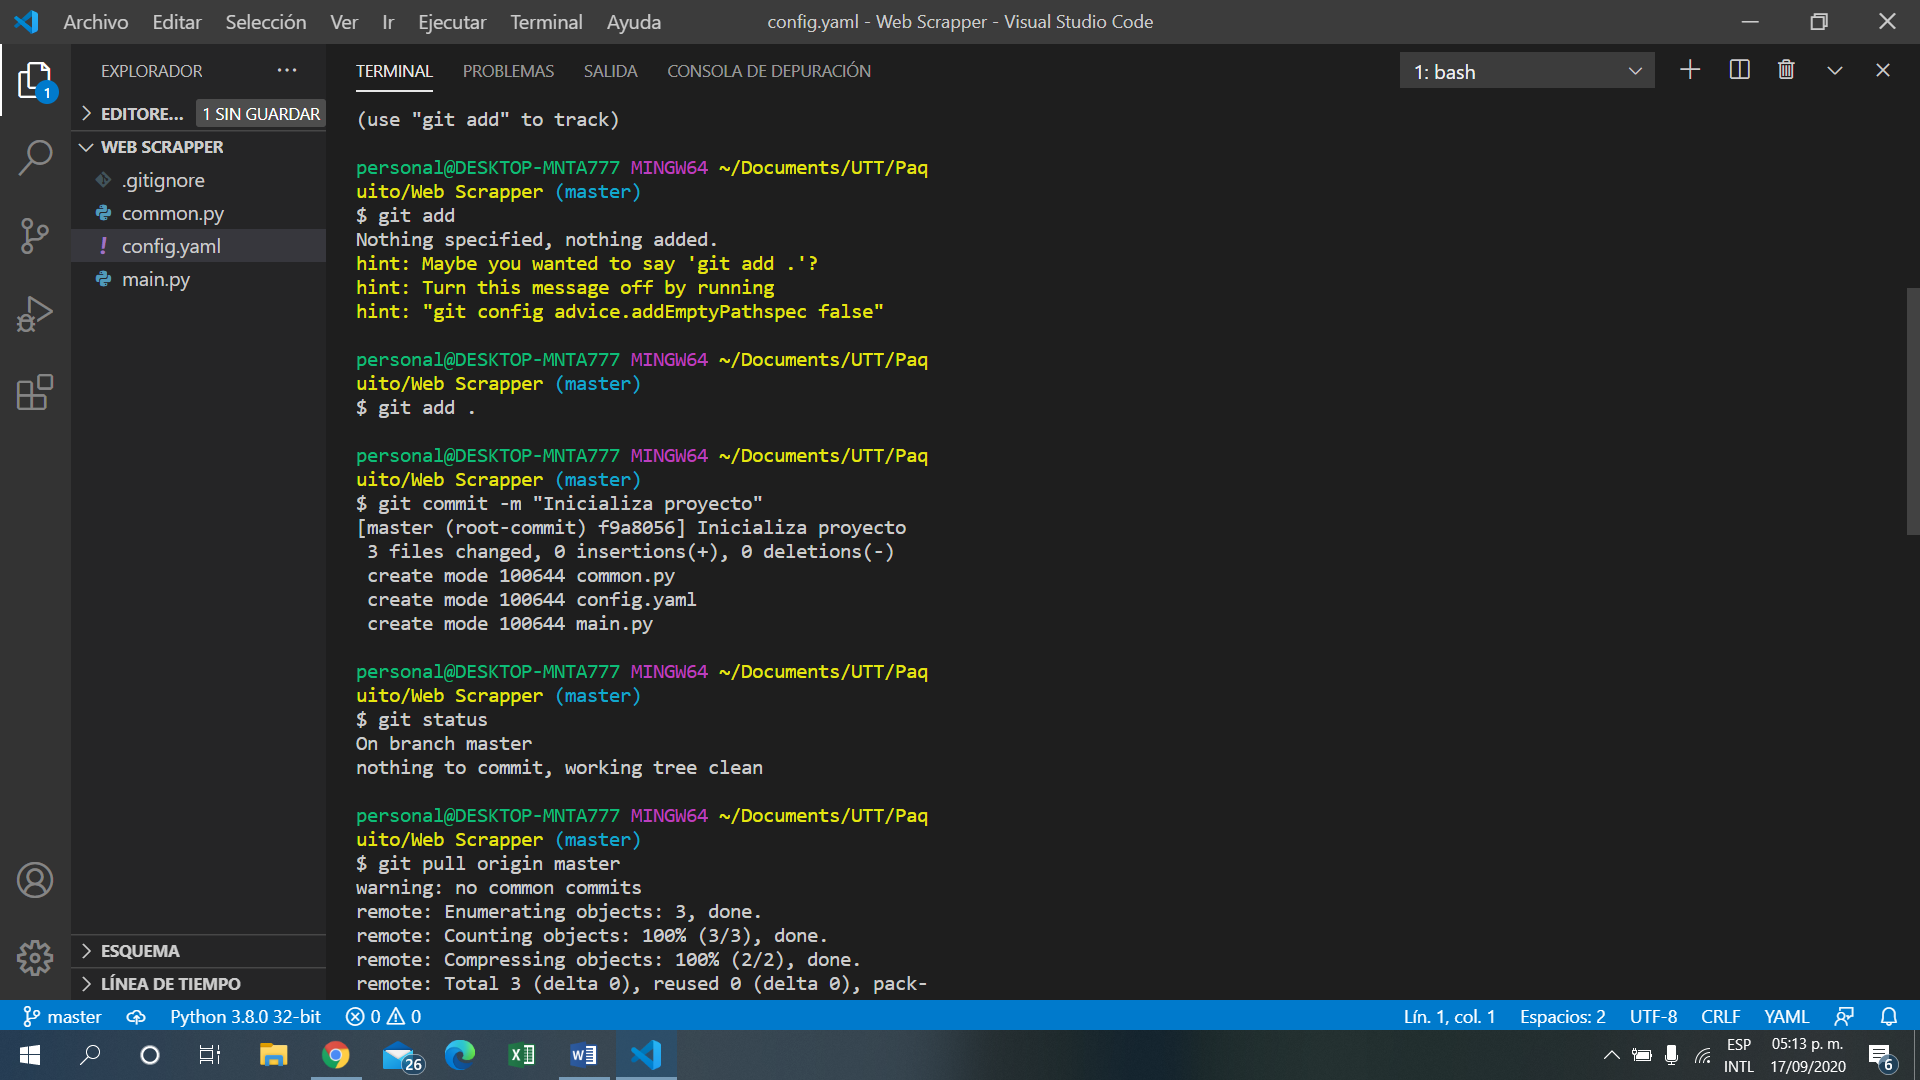 Archivo Editar Selección Ver Ir Ejecutar Terminal Ayuda config.yaml - Web Scrapper - Visual Studio Code
EXPLORADOR ...
1
EDITORE... 1 SIN GUARDAR
WEB SCRAPPER
.gitignore
common.py
! config.yaml
main.py
ESQUEMA
LÍNEA DE TIEMPO
TERMINAL PROBLEMAS SALIDA CONSOLA DE DEPURACIÓN 1: bash
(use "git add" to track)
personal@DESKTOP-MNTA777 MINGW64 ~/Documents/UTT/Paq
uito/Web Scrapper (master)
$ git add
Nothing specified, nothing added.
hint: Maybe you wanted to say 'git add .'?
hint: Turn this message off by running
hint: "git config advice.addEmptyPathspec false"
personal@DESKTOP-MNTA777 MINGW64 ~/Documents/UTT/Paq
uito/Web Scrapper (master)
$ git add .
personal@DESKTOP-MNTA777 MINGW64 ~/Documents/UTT/Paq
uito/Web Scrapper (master)
$ git commit -m "Inicializa proyecto"
[master (root-commit) f9a8056] Inicializa proyecto
3 files changed, 0 insertions(+), 0 deletions(-)
create mode 100644 common.py
create mode 100644 config.yaml
create mode 100644 main.py
personal@DESKTOP-MNTA777 MINGW64 ~/Documents/UTT/Paq
uito/Web Scrapper (master)
$ git status
On branch master
nothing to commit, working tree clean
personal@DESKTOP-MNTA777 MINGW64 ~/Documents/UTT/Paq
uito/Web Scrapper (master)
$ git pull origin master
warning: no common commits
remote: Enumerating objects: 3, done.
remote: Counting objects: 100% (3/3), done.
remote: Compressing objects: 100% (2/2), done.
remote: Total 3 (delta 0), reused 0 (delta 0), pack-
master Python 3.8.0 32-bit 0 0 Lín. 1, col. 1 Espacios: 2 UTF-8 CRLF YAML
26 ESP INTL 05:13 p. m. 17/09/2020 6